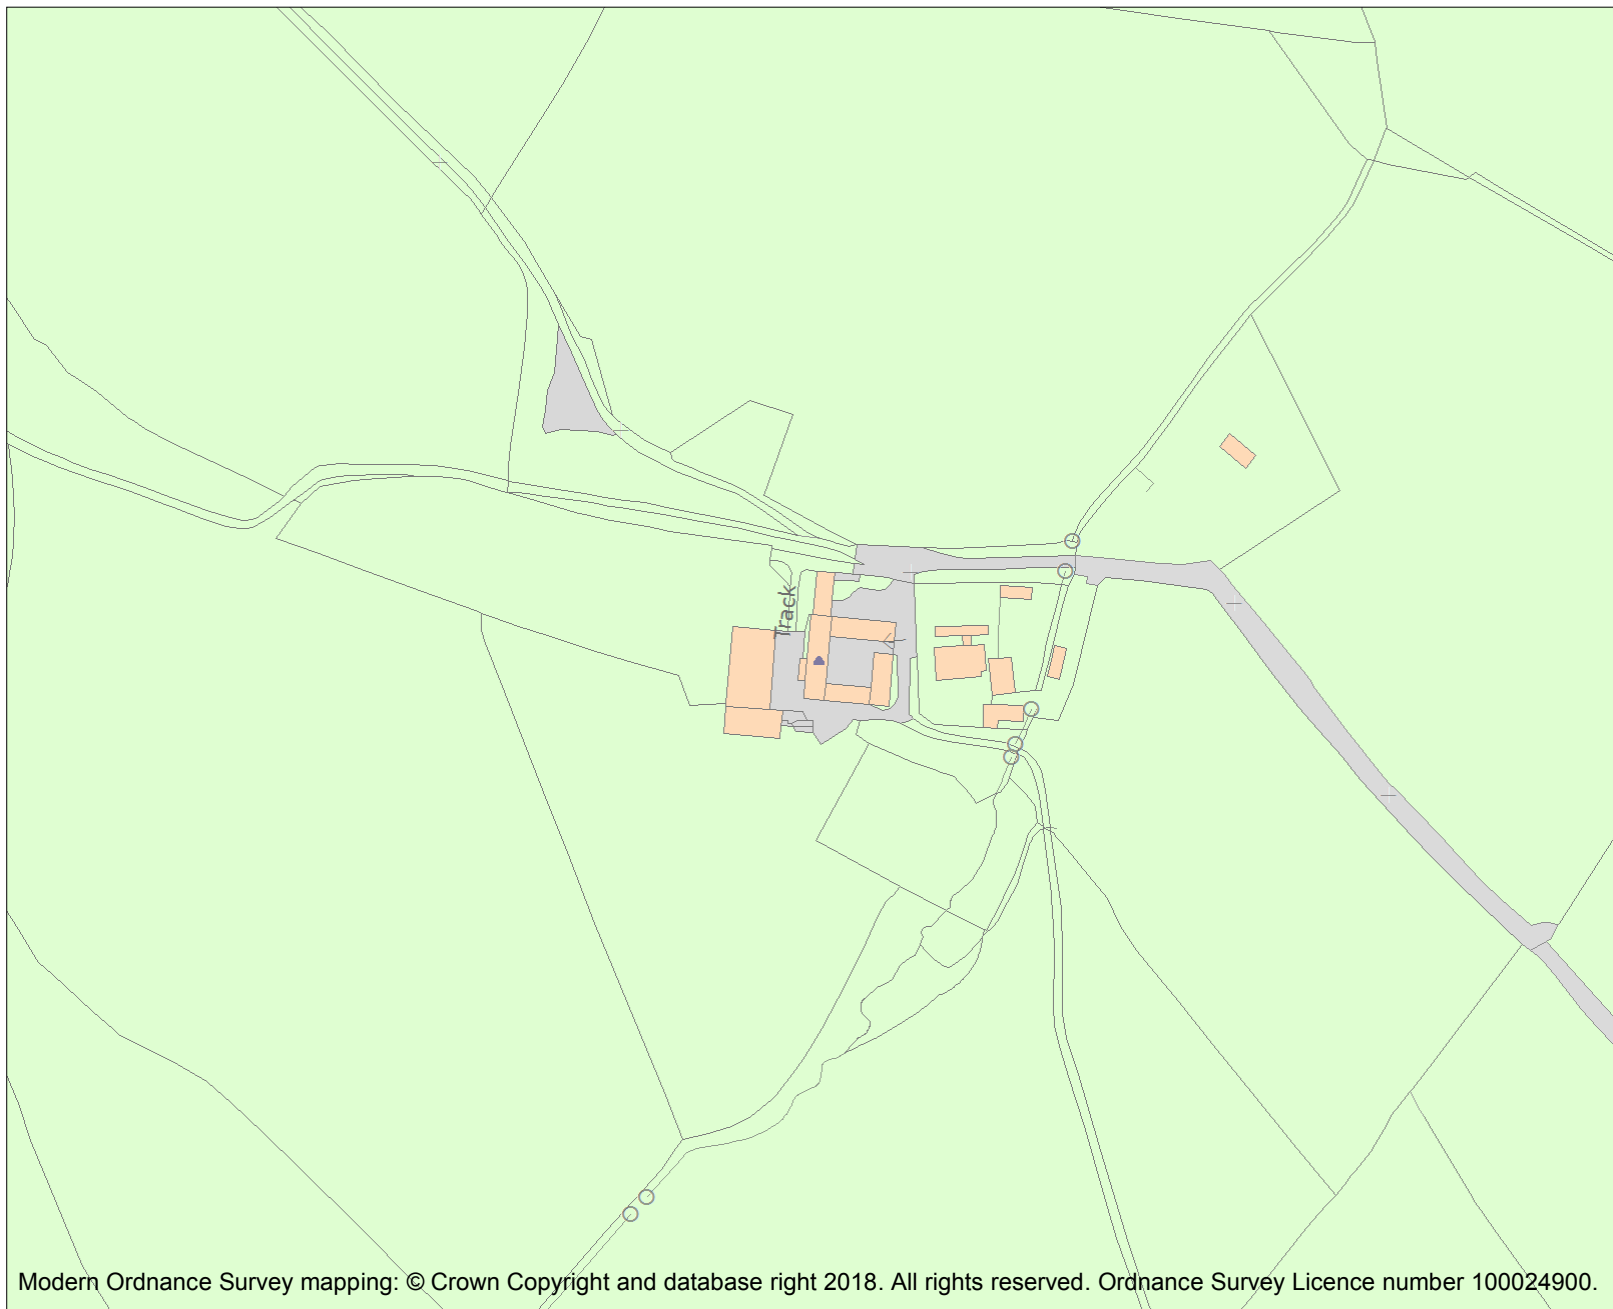 Track
Modern Ordnance Survey mapping: © Crown Copyright and database right 2018. All rights reserved. Ordnance Survey Licence number 100024900.